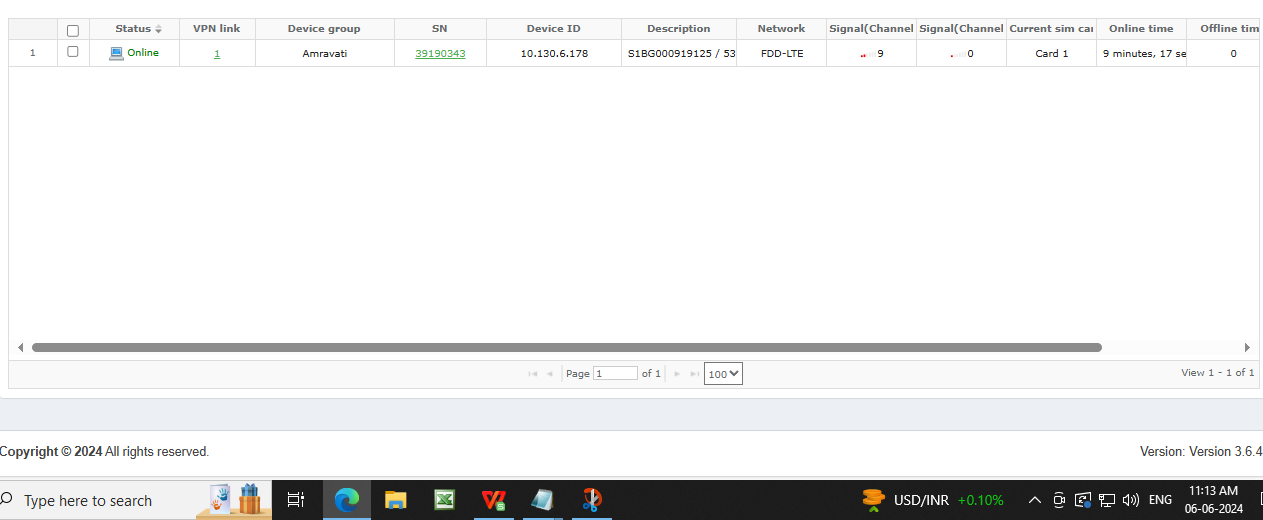 Status VPN link Device group SN Device ID Description Network Signal(Channel Signal(Channel Current sim car Online time Offline tim
1 Online 1 Amravati 39190343 10.130.6.178 S1BG000919125 / 53 FDD-LTE 9 0 Card 1 9 minutes, 17 se 0
Page 1 of 1 100 View 1 - 1 of 1
Copyright © 2024 All rights reserved. Version: Version 3.6.4
Type here to search USD/INR +0.10% ENG 11:13 AM
06-06-2024